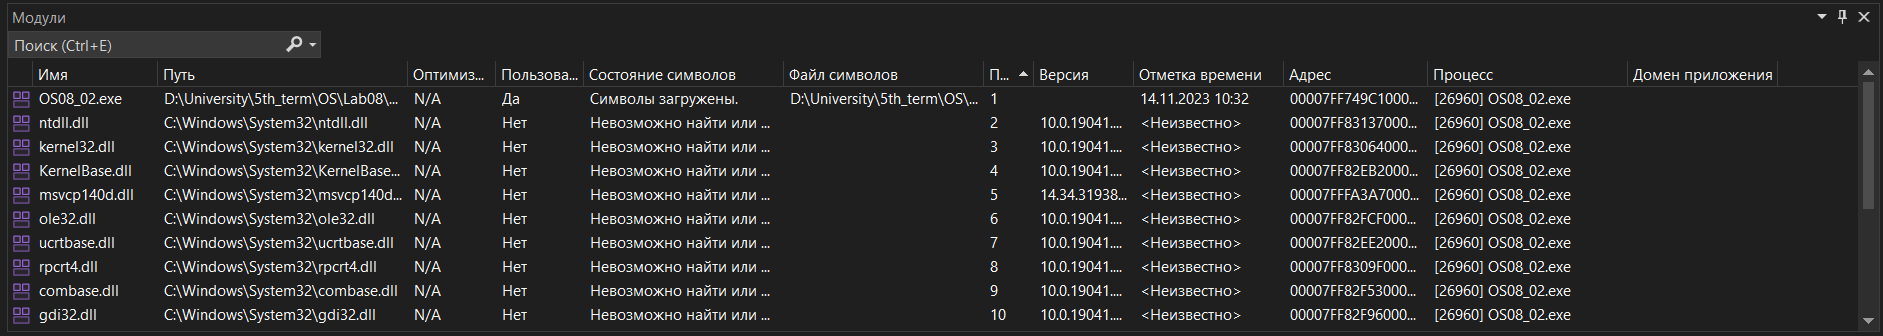 Модули
Поиск (Ctrl+E)
Имя Путь Оптимиз... Пользова... Состояние символов Файл символов П... Версия Отметка времени Адрес Процесс Домен приложения
OS08_02.exe D:\University\5th_term\OS\Lab08\... N/A Да Символы загружены. D:\University\5th_term\OS\... 1 14.11.2023 10:32 00007FF749C1000... [26960] OS08_02.exe
ntdll.dll C:\Windows\System32\ntdll.dll N/A Нет Невозможно найти или ... 2 10.0.19041.... <Неизвестно> 00007FF83137000... [26960] OS08_02.exe
kernel32.dll C:\Windows\System32\kernel32.dll N/A Нет Невозможно найти или ... 3 10.0.19041.... <Неизвестно> 00007FF83064000... [26960] OS08_02.exe
KernelBase.dll C:\Windows\System32\KernelBase... N/A Нет Невозможно найти или ... 4 10.0.19041.... <Неизвестно> 00007FF82EB2000... [26960] OS08_02.exe
msvcp140d.dll C:\Windows\System32\msvcp140d... N/A Нет Невозможно найти или ... 5 14.34.31938... <Неизвестно> 00007FFFA3A7000... [26960] OS08_02.exe
ole32.dll C:\Windows\System32\ole32.dll N/A Нет Невозможно найти или ... 6 10.0.19041.... <Неизвестно> 00007FF82FCF000... [26960] OS08_02.exe
ucrtbase.dll C:\Windows\System32\ucrtbase.dll N/A Нет Невозможно найти или ... 7 10.0.19041.... <Неизвестно> 00007FF82EE2000... [26960] OS08_02.exe
rpcrt4.dll C:\Windows\System32\rpcrt4.dll N/A Нет Невозможно найти или ... 8 10.0.19041.... <Неизвестно> 00007FF8309F000... [26960] OS08_02.exe
combase.dll C:\Windows\System32\combase.dll N/A Нет Невозможно найти или ... 9 10.0.19041.... <Неизвестно> 00007FF82F53000... [26960] OS08_02.exe
gdi32.dll C:\Windows\System32\gdi32.dll N/A Нет Невозможно найти или ... 10 10.0.19041.... <Неизвестно> 00007FF82F96000... [26960] OS08_02.exe